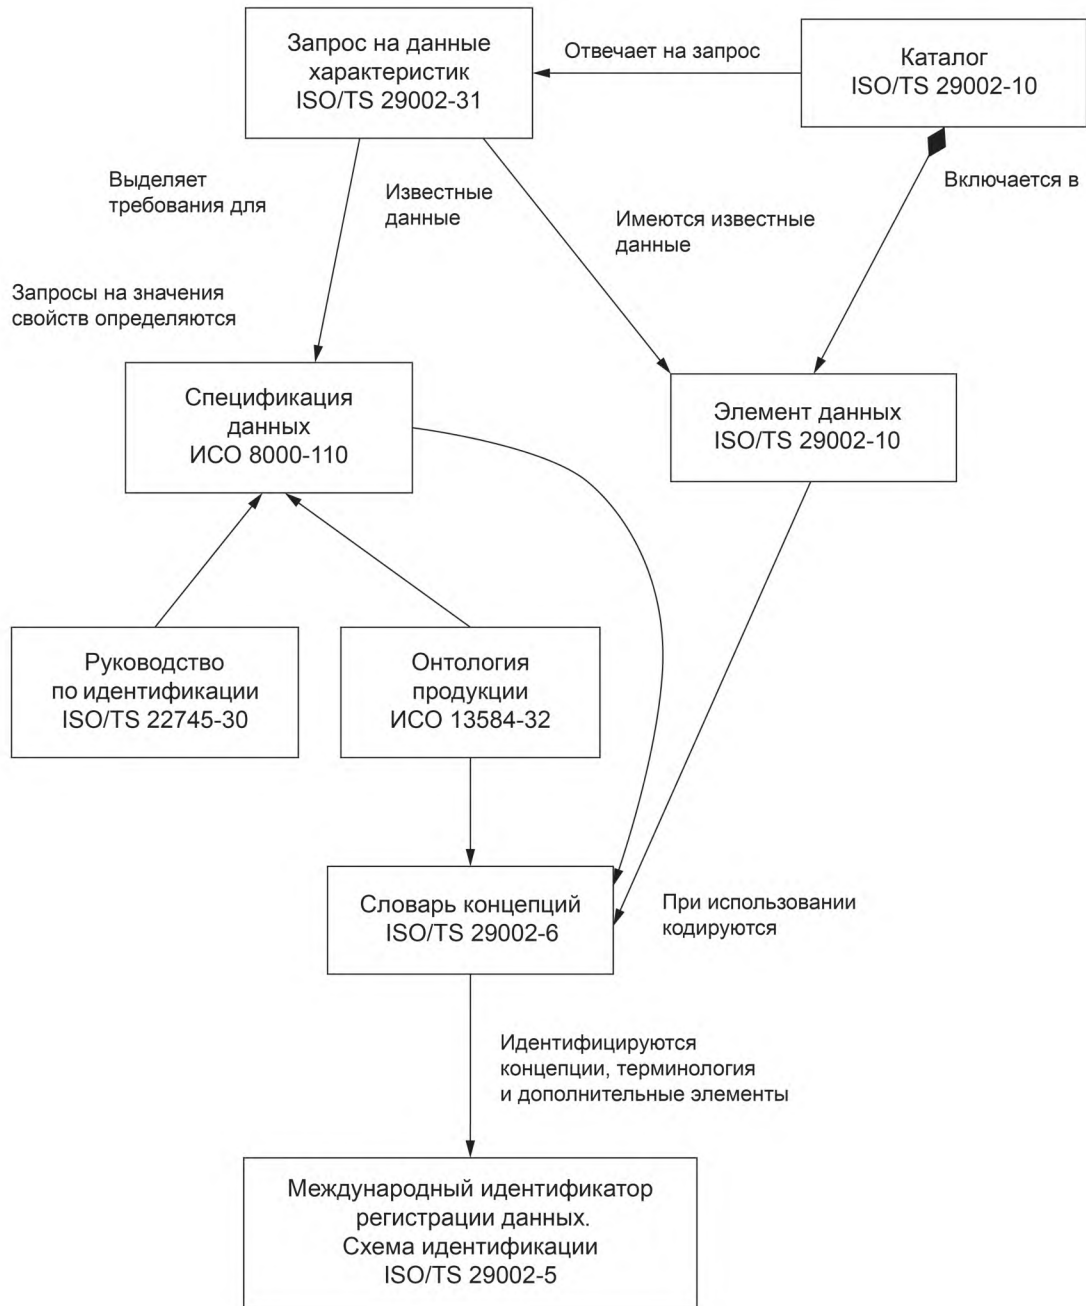 Запрос на данные
характеристик
ISO/TS 29002-31
Отвечает на запрос
Каталог
ISO/TS 29002-10
Выделяет
требования для
Известные
данные
Имеются известные
данные
Включается в
Запросы на значения
свойств определяются
Спецификация
данных
ИСО 8000-110
Элемент данных
ISO/TS 29002-10
Руководство
по идентификации
ISO/TS 22745-30
Онтология
продукции
ИСО 13584-32
Словарь концепций
ISO/TS 29002-6
При использовании
кодируются
Идентифицируются
концепции, терминология
и дополнительные элементы
Международный идентификатор
регистрации данных.
Схема идентификации
ISO/TS 29002-5